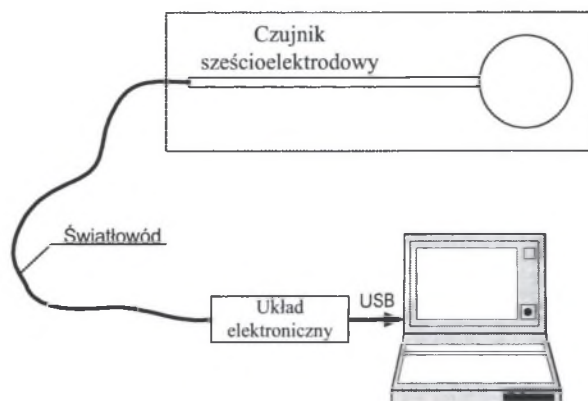 Czujnik
sześcioelektrodowy
Światłowód
Układ
elektroniczny
USB